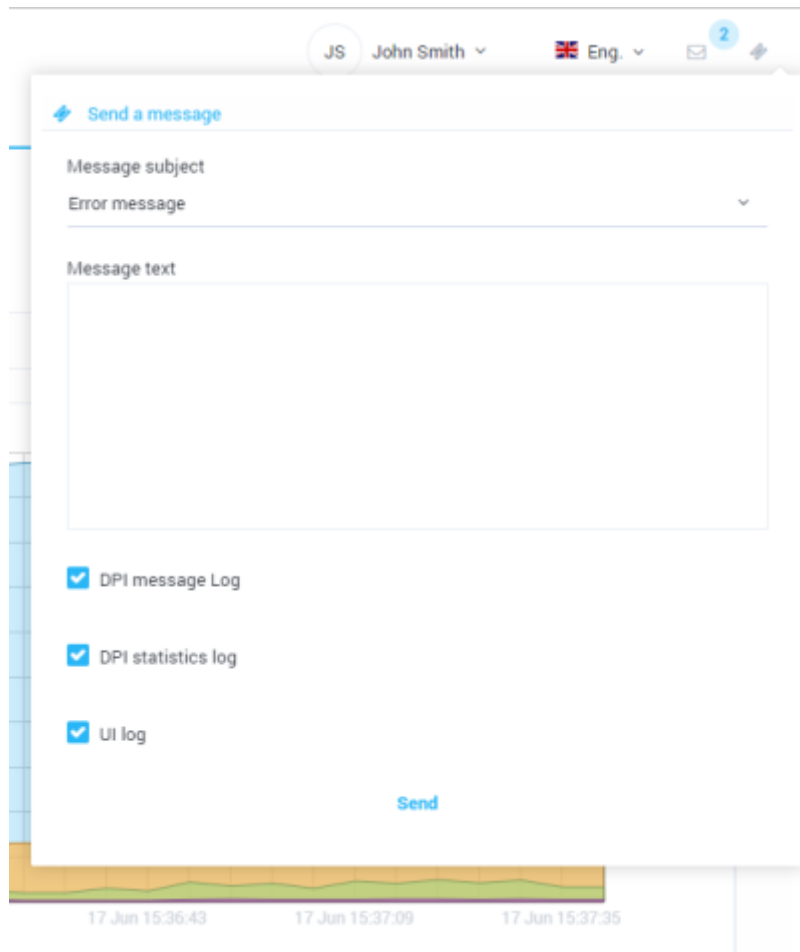 JS John Smith Eng. 2
Send a message
Message subject
Error message
Message text
DPI message Log
DPI statistics log
UI log
Send
17 Jun 15:36:43 17 Jun 15:37:09 17 Jun 15:37:35